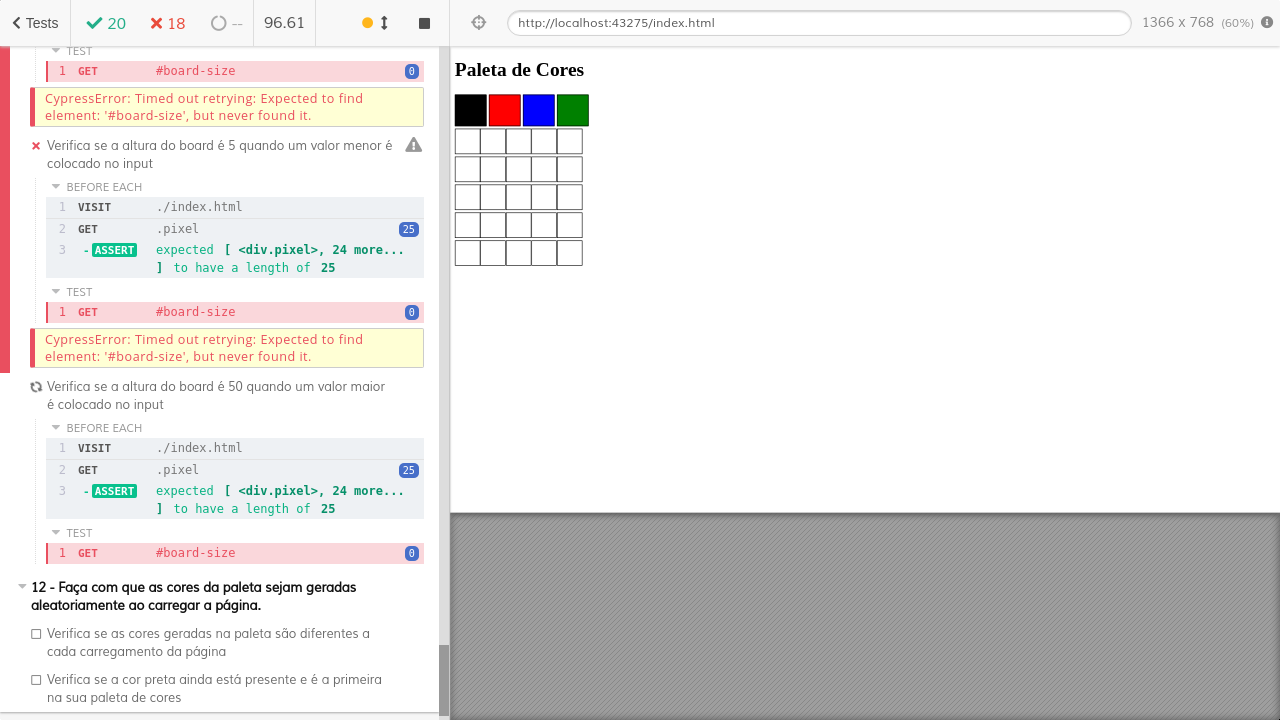 Tests
20
18
--
96.61
http://localhost:43275/index.html
1366 x 768 (60%)
TEST
1 GET #board-size 0
CypressError: Timed out retrying: Expected to find
element: '#board-size', but never found it.
Verifica se a altura do board é 5 quando um valor menor é
colocado no input
BEFORE EACH
1 VISIT ./index.html
2 GET .pixel 25
3 - ASSERT expected [ <div.pixel>, 24 more...
] to have a length of 25
TEST
1 GET #board-size 0
CypressError: Timed out retrying: Expected to find
element: '#board-size', but never found it.
Verifica se a altura do board é 50 quando um valor maior
é colocado no input
BEFORE EACH
1 VISIT ./index.html
2 GET .pixel 25
3 - ASSERT expected [ <div.pixel>, 24 more...
] to have a length of 25
TEST
1 GET #board-size 0
12 - Faça com que as cores da paleta sejam geradas
aleatoriamente ao carregar a página.
Verifica se as cores geradas na paleta são diferentes a
cada carregamento da página
Verifica se a cor preta ainda está presente e é a primeira
na sua paleta de cores
Paleta de Cores